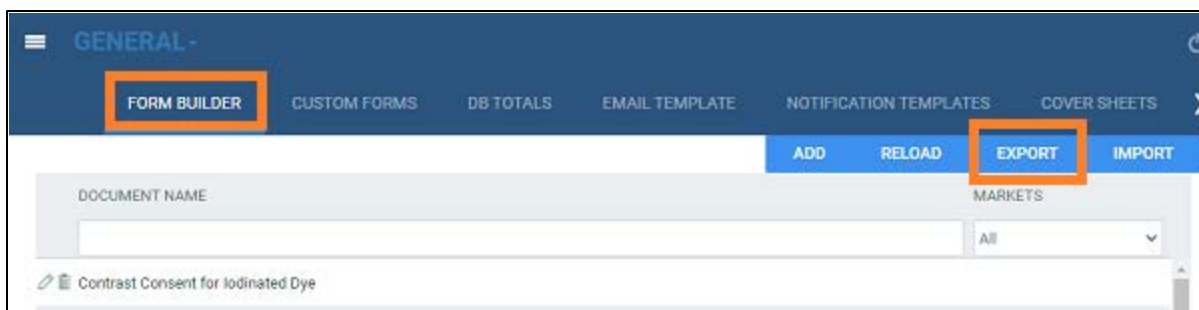 GENERAL-
FORM BUILDER CUSTOM FORMS DB TOTALS EMAIL TEMPLATE NOTIFICATION TEMPLATES COVER SHEETS
ADD RELOAD EXPORT IMPORT
DOCUMENT NAME MARKETS
All
Contrast Consent for Iodinated Dye